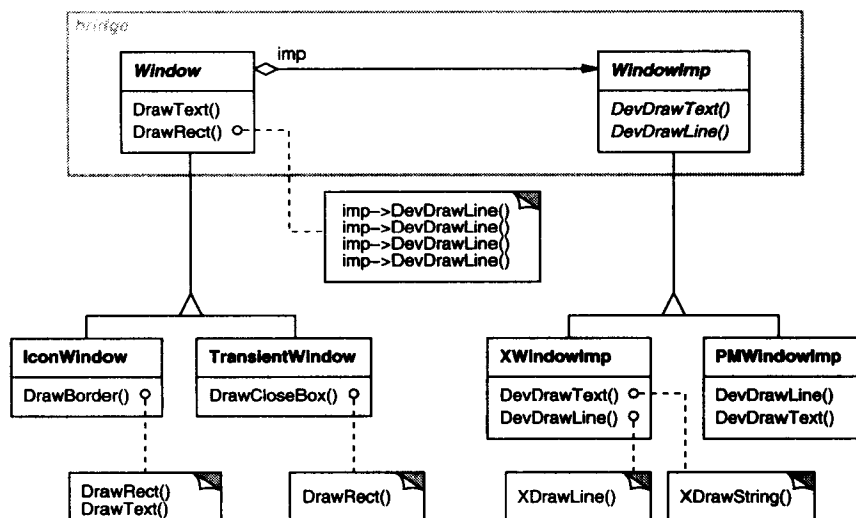 bridge
imp
Window
WindowImp
DrawText()
DrawRect()
DevDrawText()
DevDrawLine()
imp->DevDrawLine()
imp->DevDrawLine()
imp->DevDrawLine()
imp->DevDrawLine()
IconWindow
DrawBorder()
TransientWindow
DrawCloseBox()
XWindowImp
DevDrawText()
DevDrawLine()
PMWindowImp
DevDrawLine()
DevDrawText()
DrawRect()
DrawText()
DrawRect()
XDrawLine()
XDrawString()